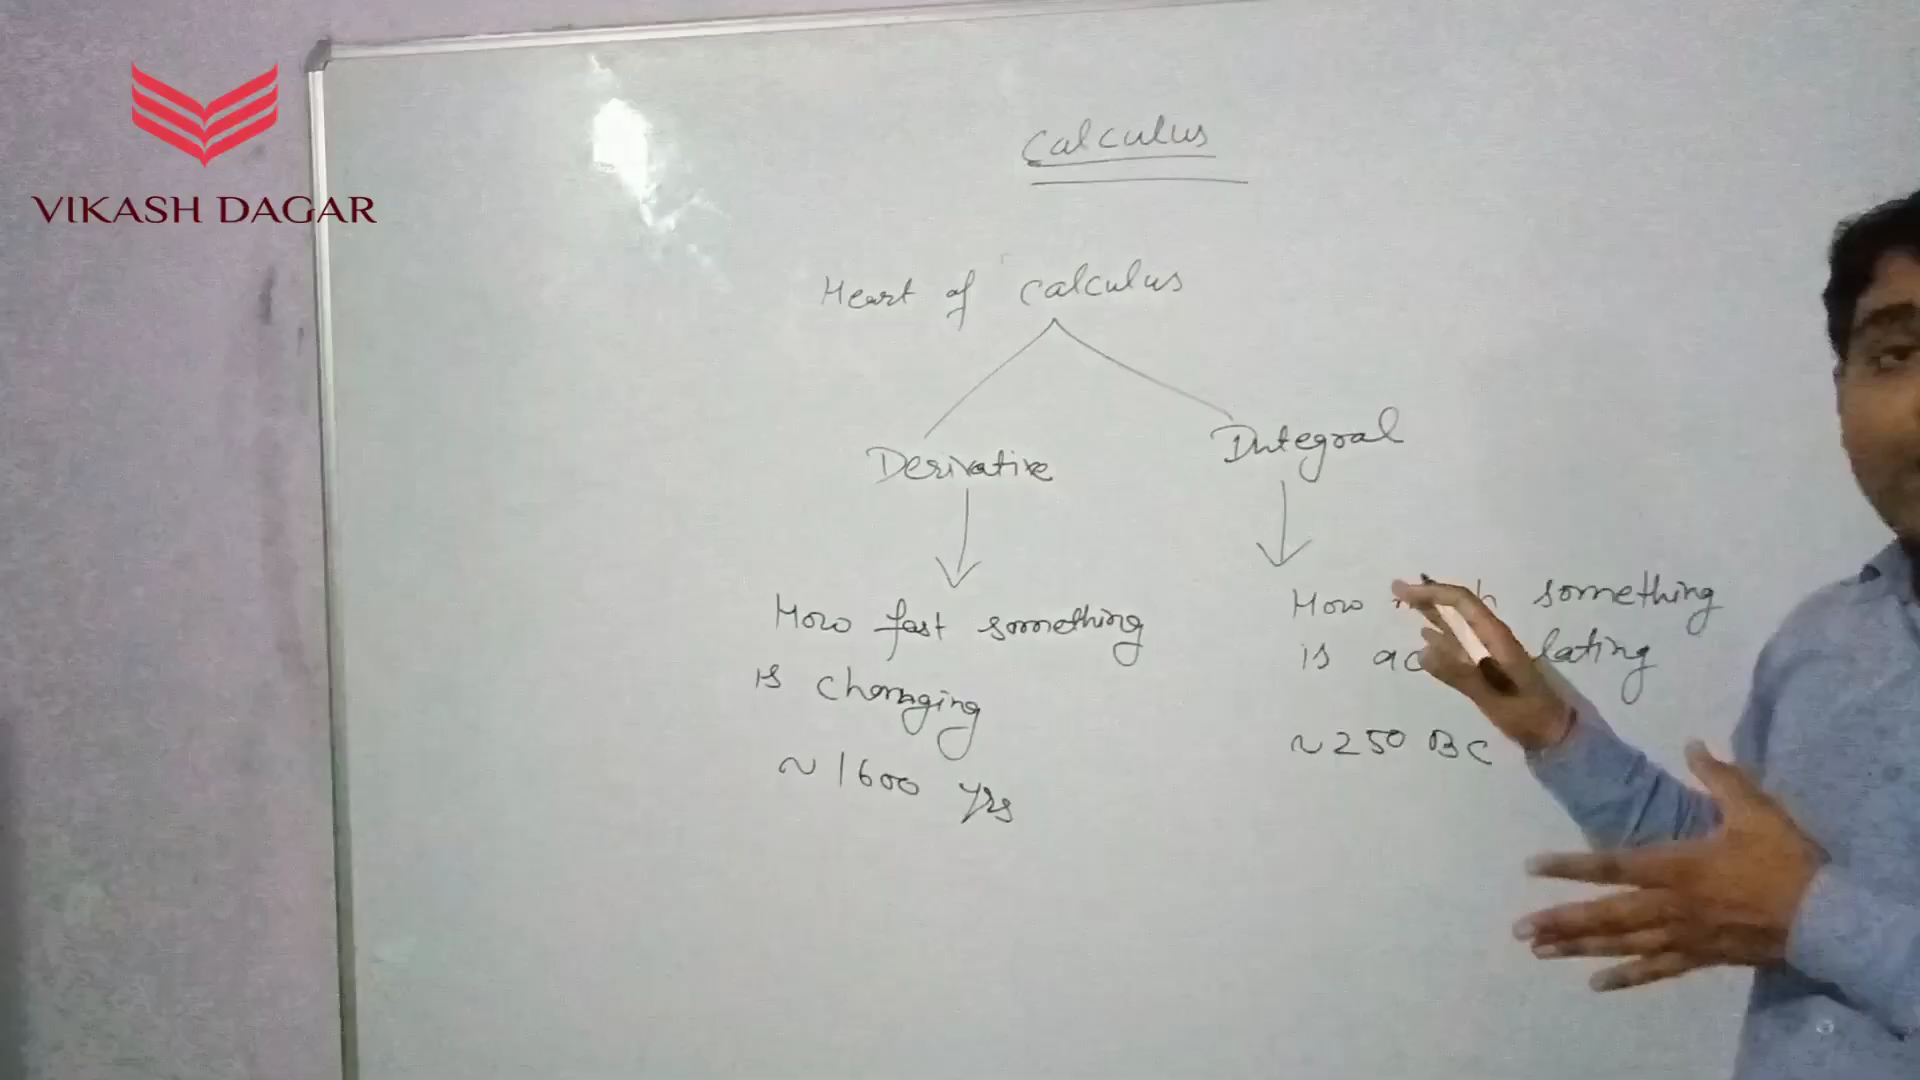 VIKASH DAGAR
Calculus
Heart of Calculus
Derivative
Integral
How fast something
is changing
~1600 yrs
How something
is
~250 BC